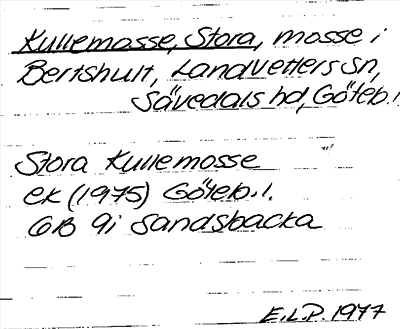 Kullemosse, Stora, mosse i
Bertshult, Landvetters sn,
Sävedals hd, Göteb. l.
Stora Kullemosse
ek (1975) Göteb. l.
6B 9i Sandsbacka
E.L.P. 1977